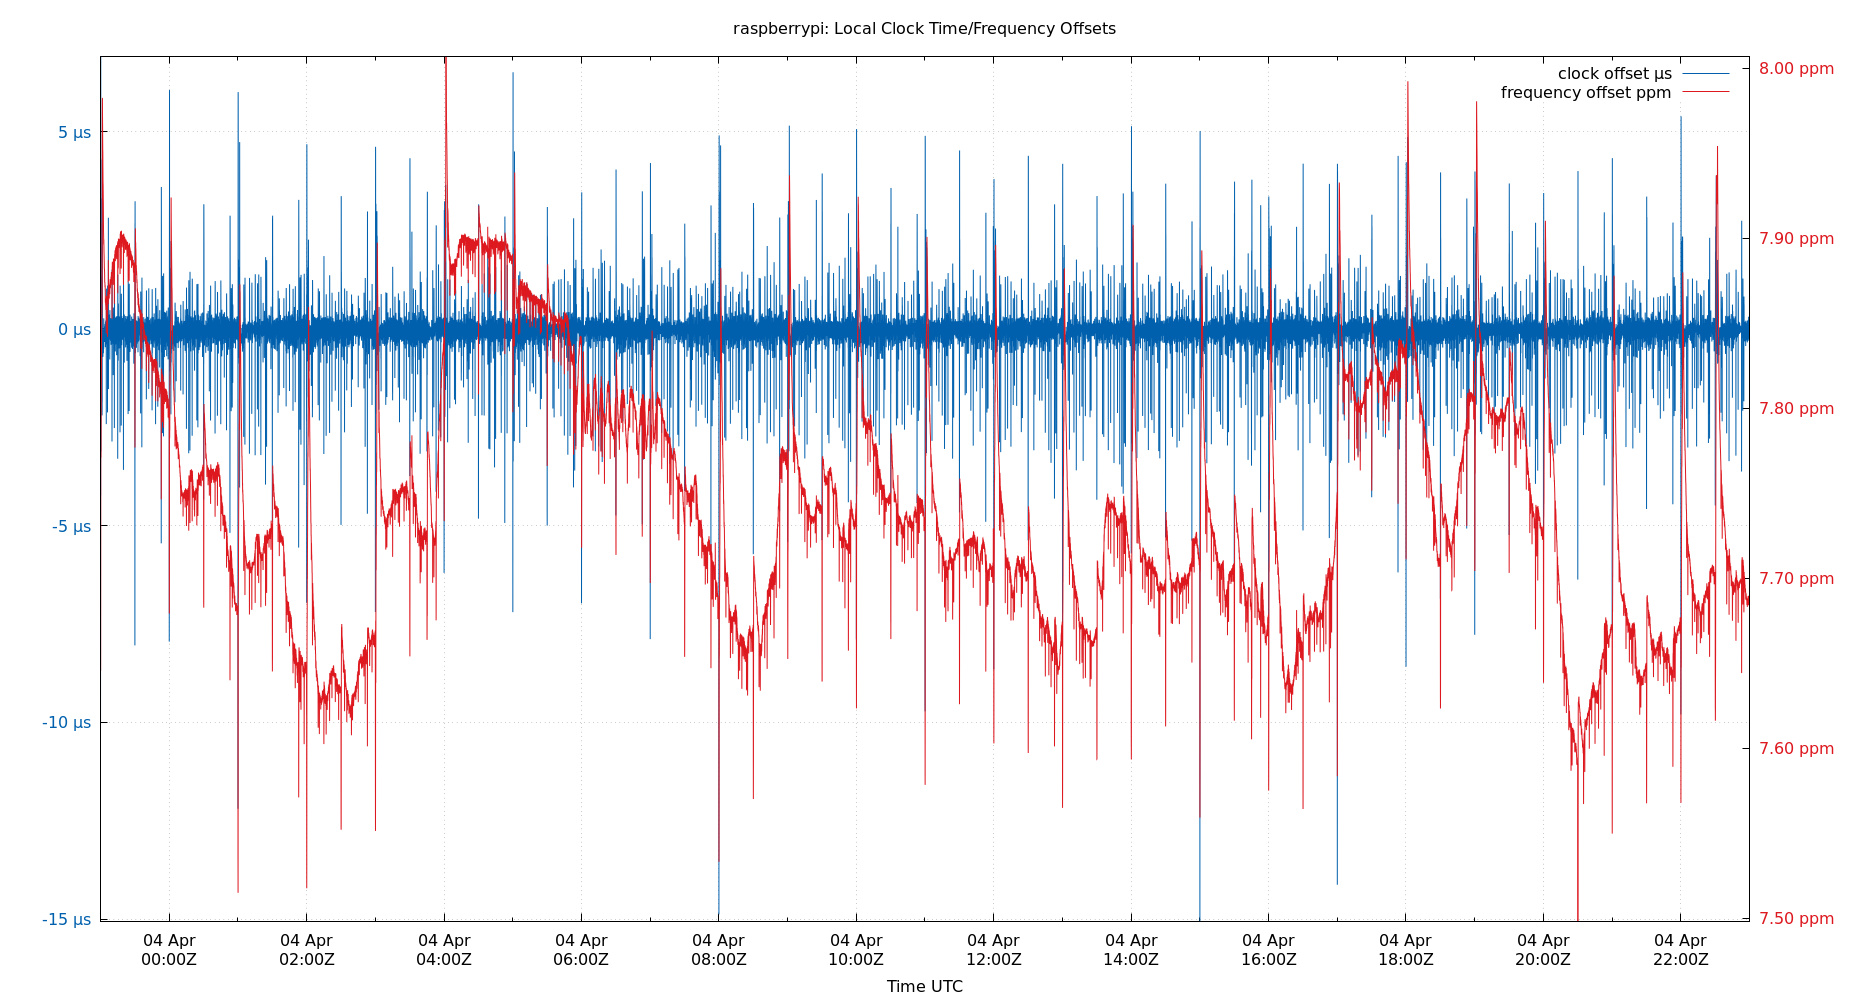 raspberrypi: Local Clock Time/Frequency Offsets
clock offset µs
frequency offset ppm
5 µs
0 µs
-5 µs
-10 µs
-15 µs
8.00 ppm
7.90 ppm
7.80 ppm
7.70 ppm
7.60 ppm
7.50 ppm
04 Apr 04 Apr 04 Apr 04 Apr 04 Apr 04 Apr 04 Apr 04 Apr 04 Apr 04 Apr 04 Apr 04 Apr
00:00Z 02:00Z 04:00Z 06:00Z 08:00Z 10:00Z 12:00Z 14:00Z 16:00Z 18:00Z 20:00Z 22:00Z
Time UTC